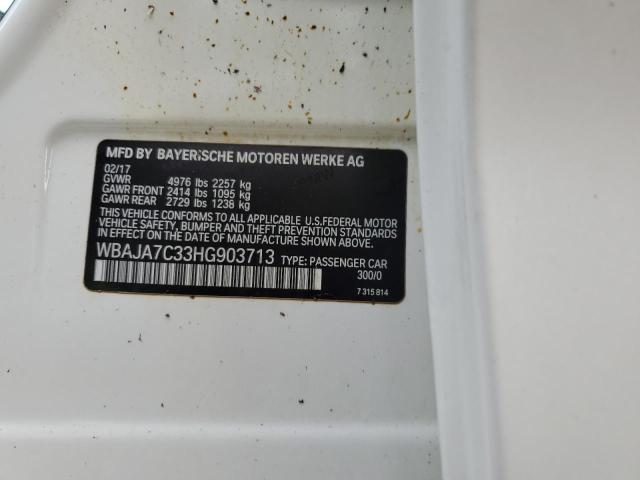 MFD BY BAYERISCHE MOTOREN WERKE AG
02/17
GVWR 4976 lbs 2257 kg
GAWR FRONT 2414 lbs 1095 kg
GAWR REAR 2729 lbs 1238 kg
THIS VEHICLE CONFORMS TO ALL APPLICABLE U.S.FEDERAL MOTOR
VEHICLE SAFETY, BUMPER AND THEFT PREVENTION STANDARDS
IN EFFECT ON THE DATE OF MANUFACTURE SHOWN ABOVE.
WBAJA7C33HG903713 TYPE: PASSENGER CAR
300/0
7 315 814